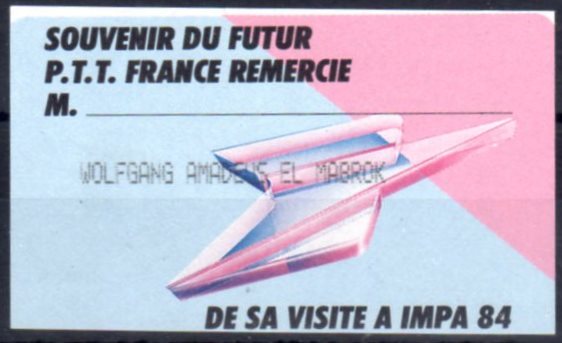 SOUVENIR DU FUTUR
P.T.T. FRANCE REMERCIE
M.
WOLFGANG AMADEUS EL MABROK
DE SA VISITE A IMPA 84